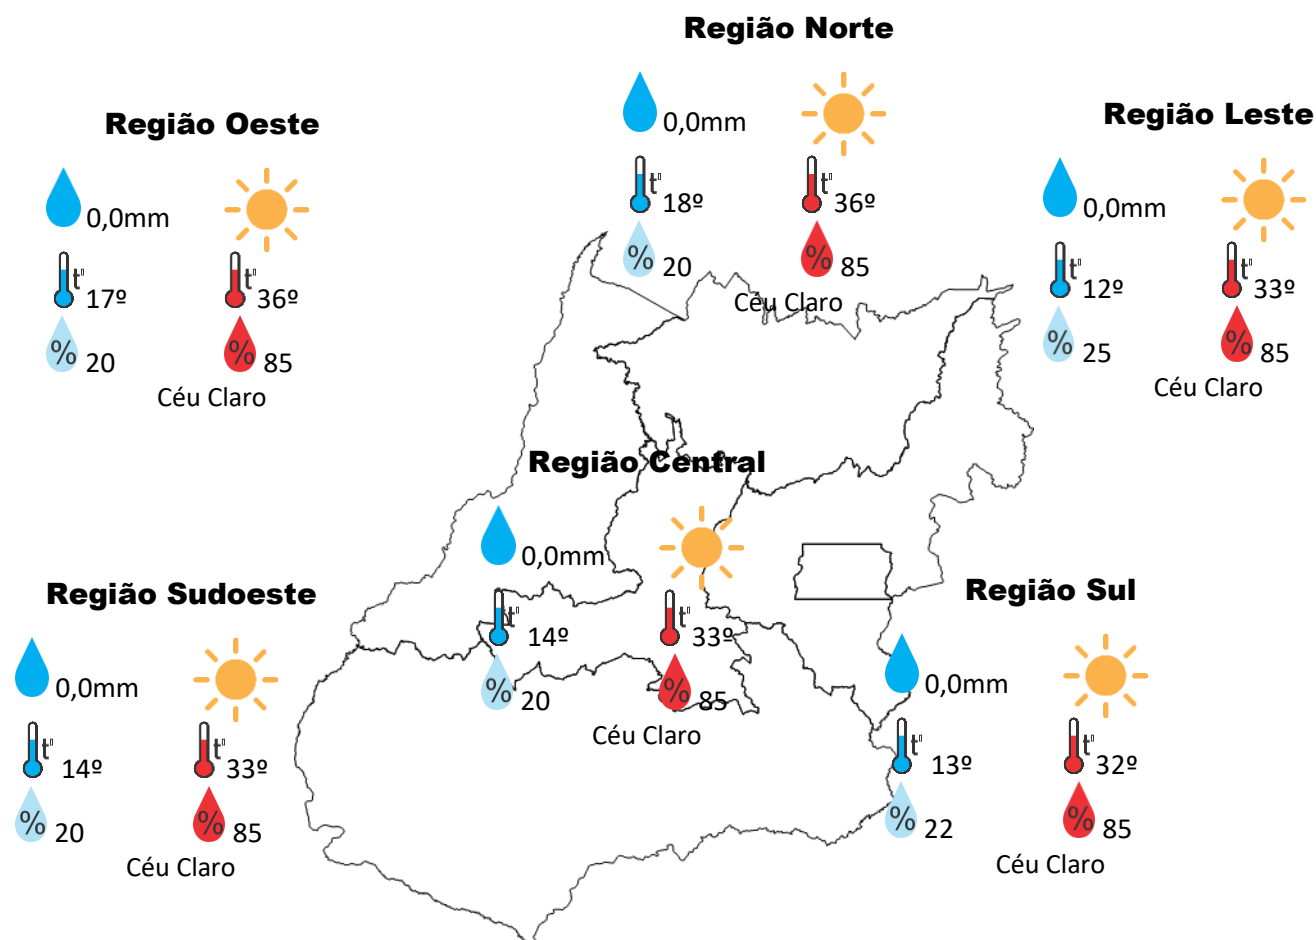 Região Norte
0,0mm
t°
18º
t°
36º
%
20
%
85
Céu Claro
Região Oeste
0,0mm
t°
17º
t°
36º
%
20
%
85
Céu Claro
Região Leste
0,0mm
t°
12º
t°
33º
%
25
%
85
Céu Claro
Região Central
0,0mm
t°
14º
t°
33º
%
20
%
85
Céu Claro
Região Sudoeste
0,0mm
t°
14º
t°
33º
%
20
%
85
Céu Claro
Região Sul
0,0mm
t°
13º
t°
32º
%
22
%
85
Céu Claro